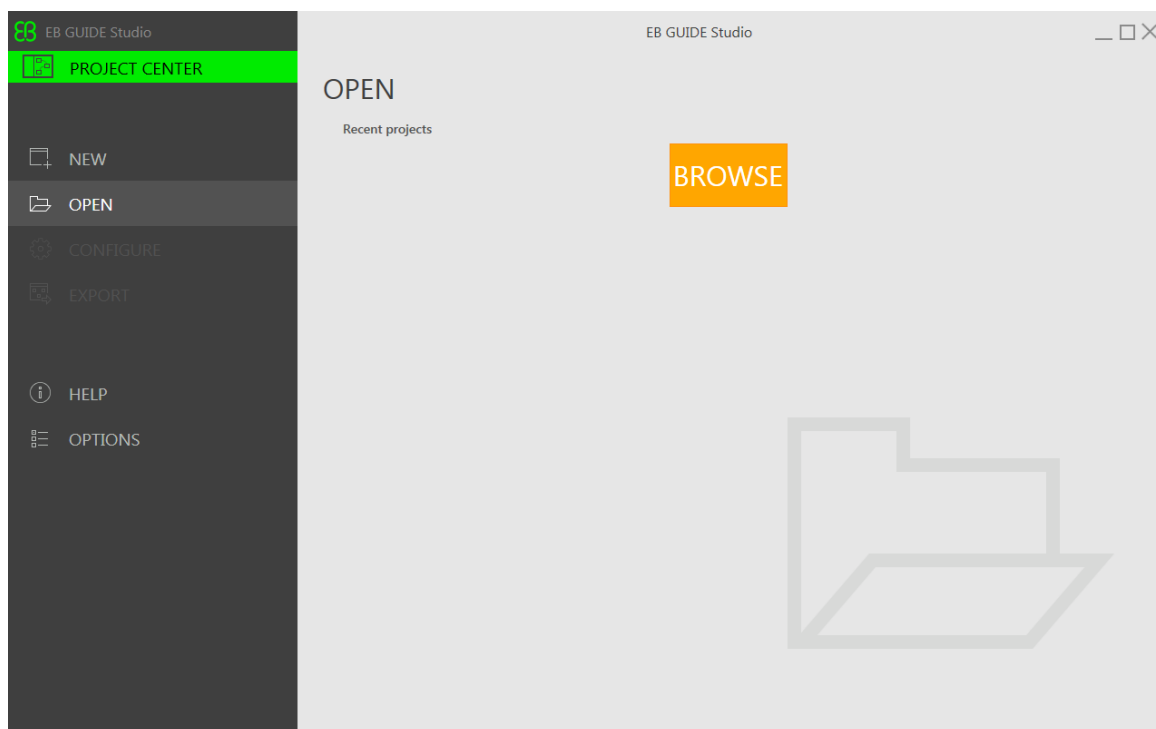 EB GUIDE Studio
EB GUIDE Studio
PROJECT CENTER
OPEN
Recent projects
BROWSE
NEW
OPEN
CONFIGURE
EXPORT
HELP
OPTIONS